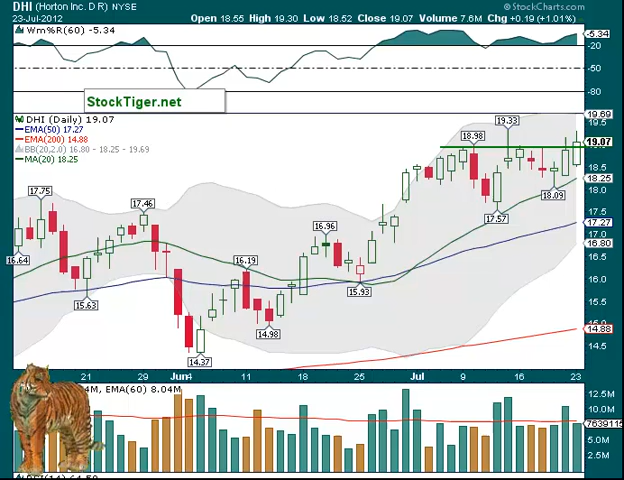 DHI (Horton Inc. D R) NYSE © StockCharts.com
23-Jul-2012 Open 18.55 High 19.30 Low 18.52 Close 19.07 Volume 7.6M Chg +0.19 (+1.01%)
Wm%R(60) -5.34
-5.34
-20
-50
-80
StockTiger.net
DHI (Daily) 19.07
EMA(50) 17.27
EMA(200) 14.88
BB(20,2.0) 16.80 - 18.25 - 19.69
MA(20) 18.25
19.69
19.5
19.33
19.07
18.98
18.5
18.25
18.09
18.0
17.75
17.57
17.5
17.46
17.27
16.96
16.80
16.64
16.5
16.19
16.0
15.93
15.63
15.5
15.0
14.98
14.88
14.5
14.37
21 29 Jun4 11 18 25 Jul 9 16 23
4M, EMA(60) 8.04M
12.5M
10.0M
7639115
5.0M
2.5M